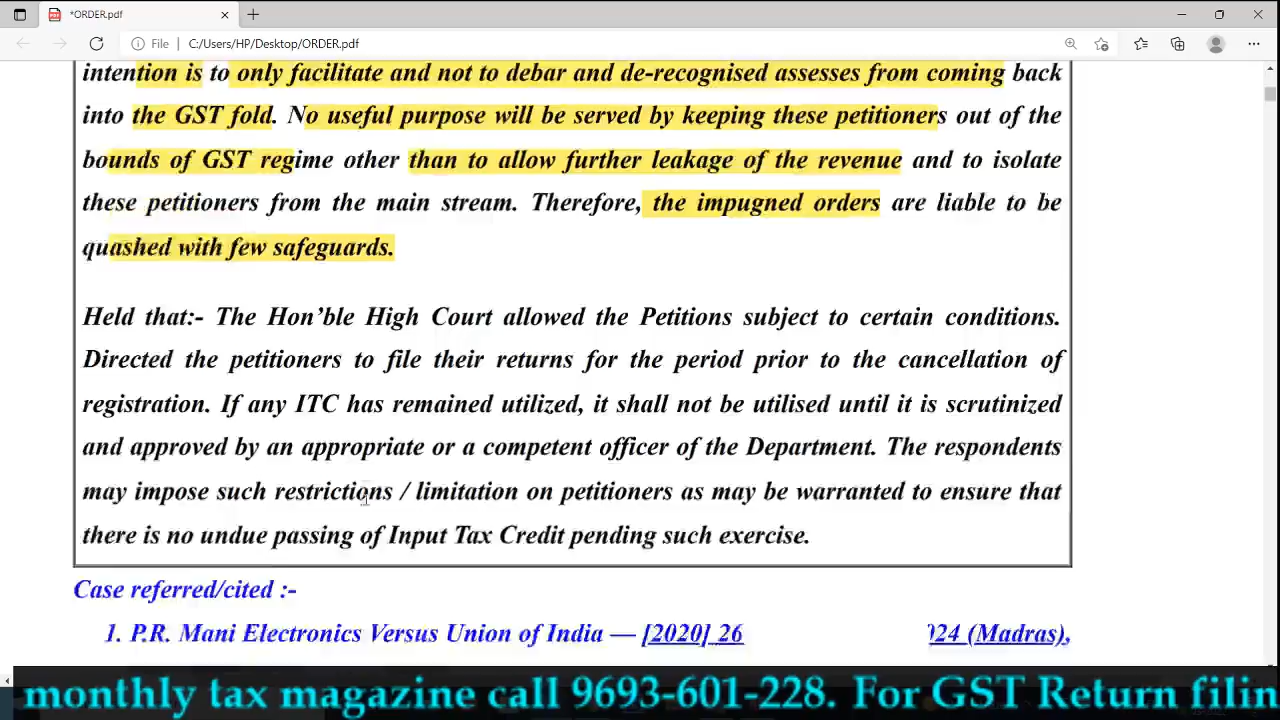 *ORDER.pdf
File C:/Users/HP/Desktop/ORDER.pdf
intention is to only facilitate and not to debar and de-recognised assesses from coming back
into the GST fold. No useful purpose will be served by keeping these petitioners out of the
bounds of GST regime other than to allow further leakage of the revenue and to isolate
these petitioners from the main stream. Therefore, the impugned orders are liable to be
quashed with few safeguards.
Held that:- The Hon’ble High Court allowed the Petitions subject to certain conditions.
Directed the petitioners to file their returns for the period prior to the cancellation of
registration. If any ITC has remained utilized, it shall not be utilised until it is scrutinized
and approved by an appropriate or a competent officer of the Department. The respondents
may impose such restrictions / limitation on petitioners as may be warranted to ensure that
there is no undue passing of Input Tax Credit pending such exercise.
Case referred/cited :-
1. P.R. Mani Electronics Versus Union of India — [2020] 26 024 (Madras),
monthly tax magazine call 9693-601-228. For GST Return filin